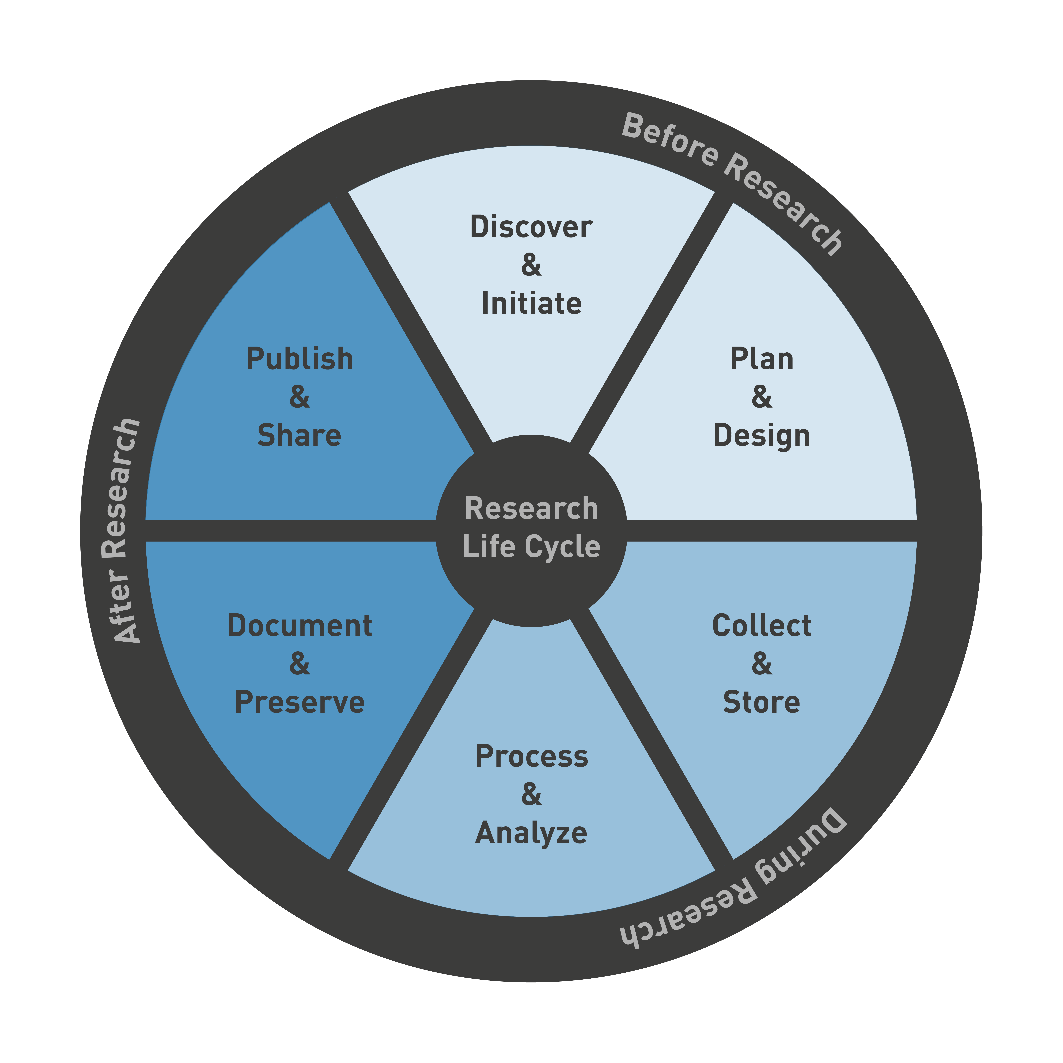 Before Research
Discover
&
Initiate
Plan
&
Design
Publish
&
Share
Research
Life Cycle
After Research
Document
&
Preserve
Collect
&
Store
Process
&
Analyze
During Research